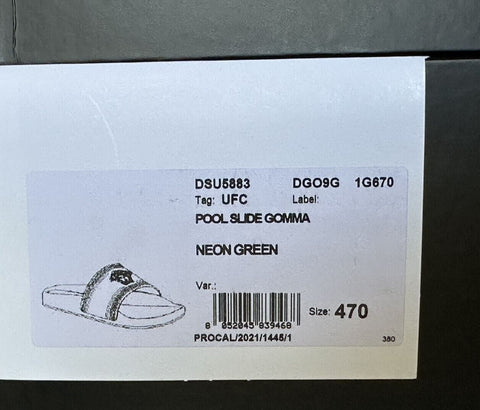 DSU5883 DGO9G 1G670
Tag: UFC Label:
POOL SLIDE GOMMA
NEON GREEN
Var.:
8 052045 839468
Size: 470
PROCAL/2021/1445/1
380